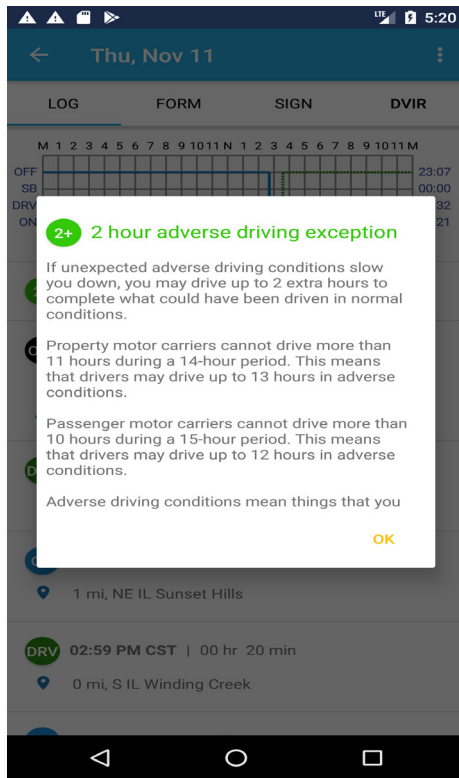 LTE 5:20
Thu, Nov 11
LOG FORM SIGN DVIR
M 1 2 3 4 5 6 7 8 9 10 11 N 1 2 3 4 5 6 7 8 9 10 11 M
OFF 23:07
SB 00:00
DRV 32
ON 21
2+ 2 hour adverse driving exception
If unexpected adverse driving conditions slow
you down, you may drive up to 2 extra hours to
complete what could have been driven in normal
conditions.
Property motor carriers cannot drive more than
11 hours during a 14-hour period. This means
that drivers may drive up to 13 hours in adverse
conditions.
Passenger motor carriers cannot drive more than
10 hours during a 15-hour period. This means
that drivers may drive up to 12 hours in adverse
conditions.
Adverse driving conditions mean things that you
OK
1 mi, NE IL Sunset Hills
DRV 02:59 PM CST | 00 hr 20 min
0 mi, S IL Winding Creek